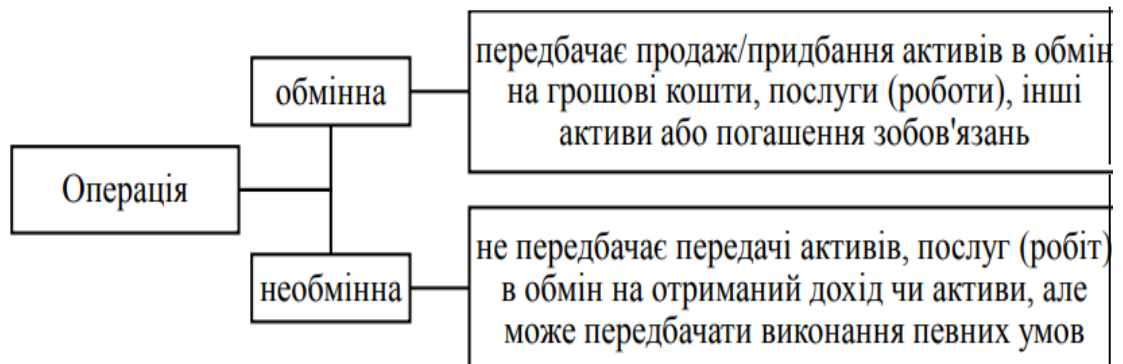 Операція
обмінна
передбачає продаж/придбання активів в обмін
на грошові кошти, послуги (роботи), інші
активи або погашення зобов'язань
необмінна
не передбачає передачі активів, послуг (робіт)
в обмін на отриманий дохід чи активи, але
може передбачати виконання певних умов